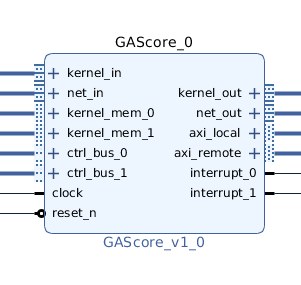 GAScore_0
kernel_in
net_in
kernel_mem_0
kernel_mem_1
ctrl_bus_0
ctrl_bus_1
clock
reset_n
kernel_out
net_out
axi_local
axi_remote
interrupt_0
interrupt_1
GAScore_v1_0